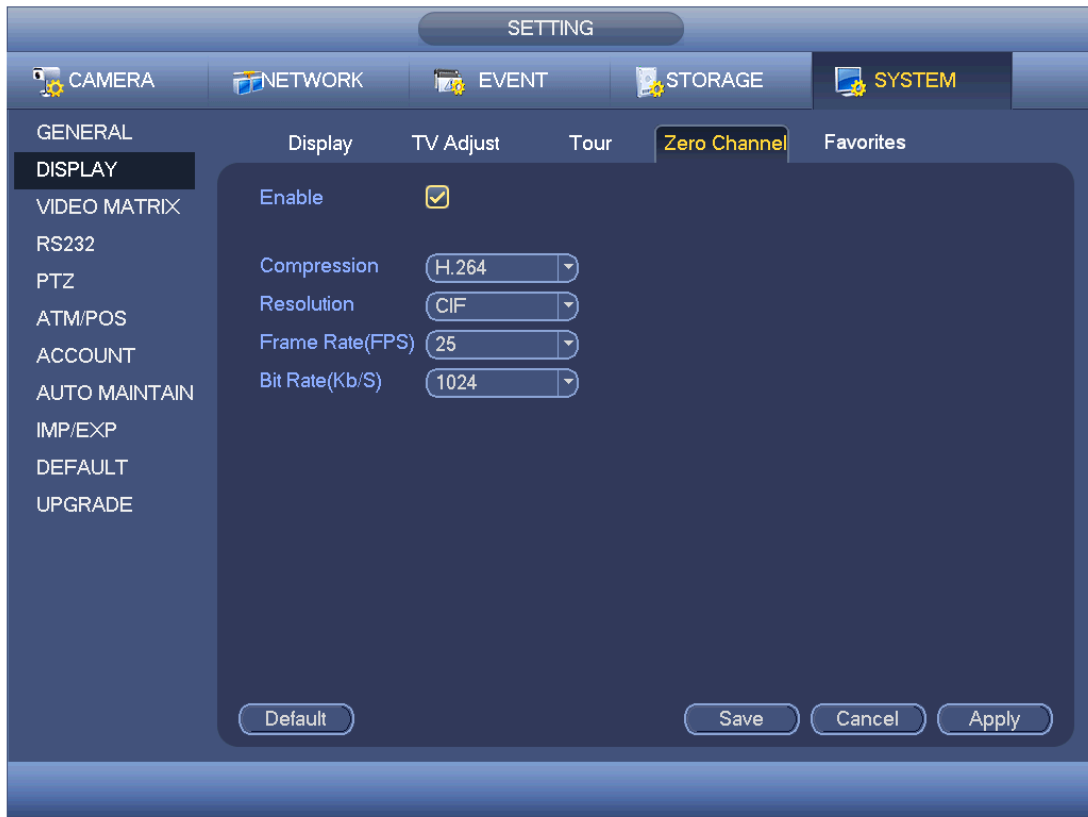 SETTING
CAMERA NETWORK EVENT STORAGE SYSTEM
GENERAL
DISPLAY
VIDEO MATRIX
RS232
PTZ
ATM/POS
ACCOUNT
AUTO MAINTAIN
IMP/EXP
DEFAULT
UPGRADE
Display TV Adjust Tour Zero Channel Favorites
Enable
Compression H.264
Resolution CIF
Frame Rate(FPS) 25
Bit Rate(Kb/S) 1024
Default Save Cancel Apply